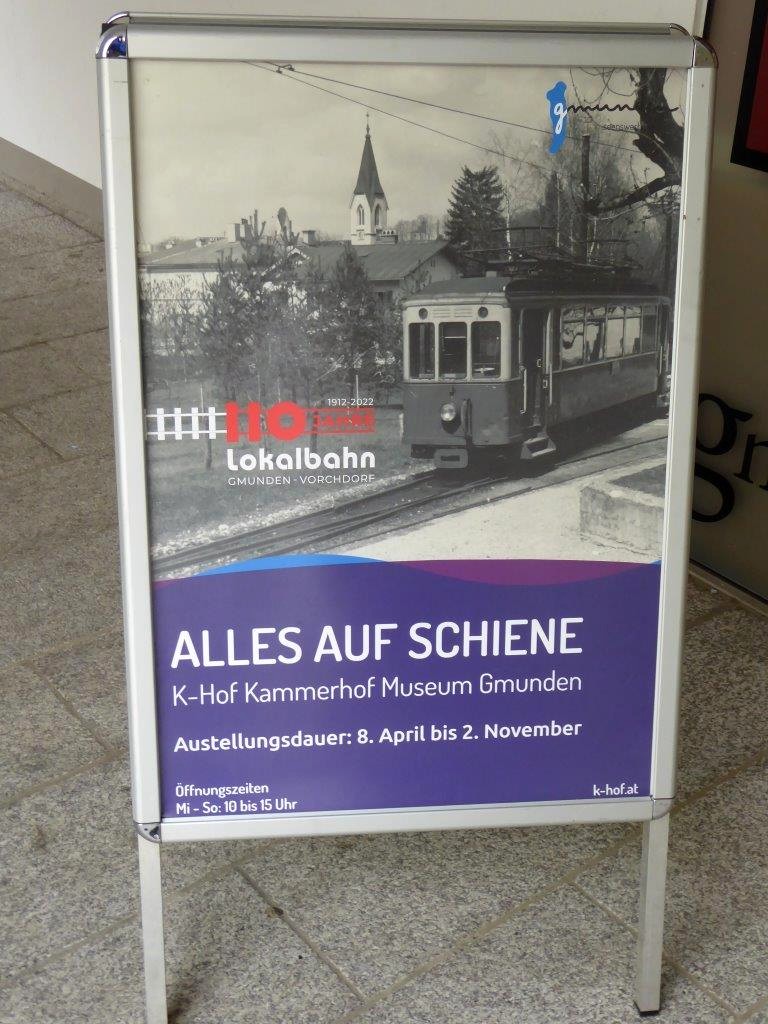 gmunden
1912-2022
110 JAHRE
Lokalbahn
GMUNDEN - VORCHDORF
ALLES AUF SCHIENE
K-Hof Kammerhof Museum Gmunden
Austellungsdauer: 8. April bis 2. November
Öffnungszeiten
Mi - So: 10 bis 15 Uhr
k-hof.at